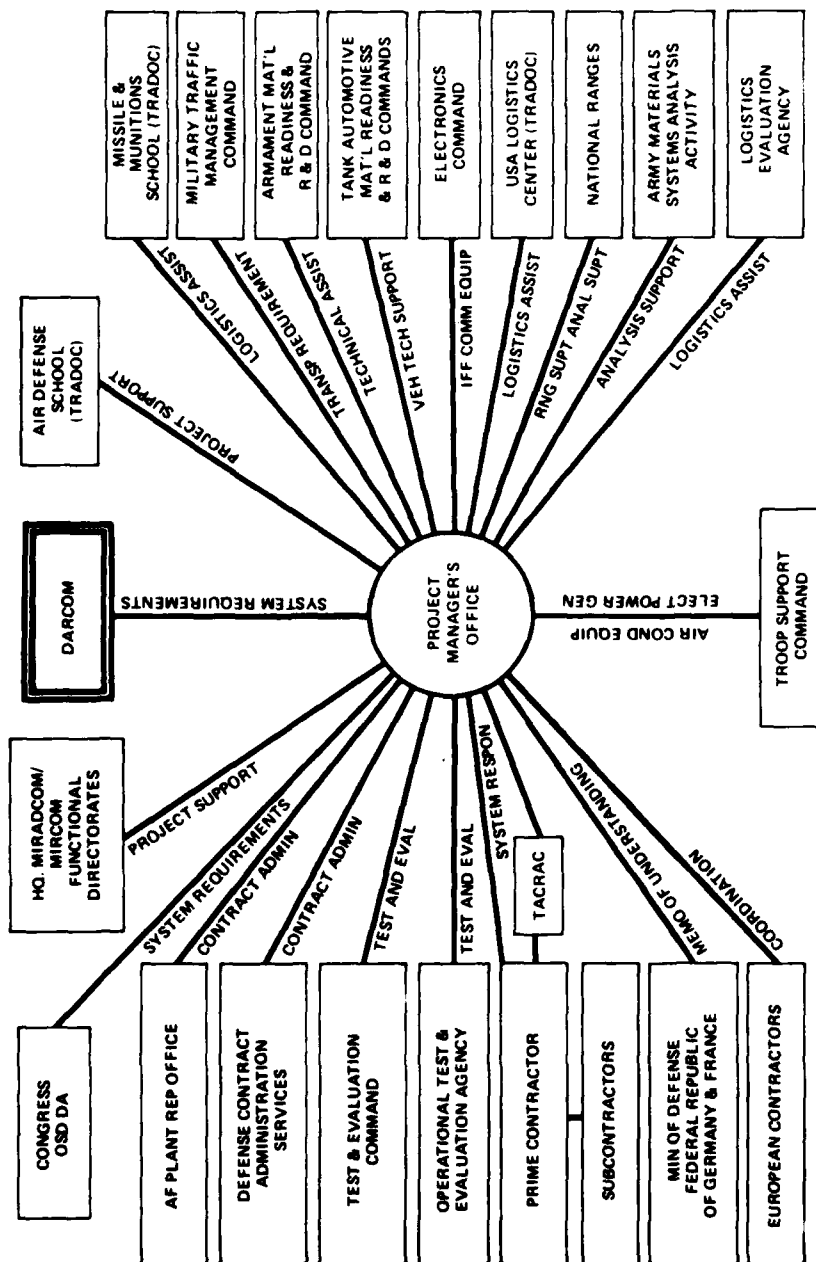 CONGRESS
OSD DA
HQ. MIRADCOM/
MIRCOM
FUNCTIONAL
DIRECTORATES
DARCOM
AIR DEFENSE
SCHOOL
(TRADOC)
AF PLANT REP OFFICE
DEFENSE CONTRACT
ADMINISTRATION
SERVICES
TEST & EVALUATION
COMMAND
OPERATIONAL TEST &
EVALUATION AGENCY
PRIME CONTRACTOR
SUBCONTRACTORS
MIN OF DEFENSE
FEDERAL REPUBLIC
OF GERMANY & FRANCE
EUROPEAN CONTRACTORS
TACRAC
SYSTEM REQUIREMENTS
CONTRACT ADMIN
CONTRACT ADMIN
TEST AND EVAL
TEST AND EVAL
SYSTEM RESPON
MEMO OF UNDERSTANDING
COORDINATION
PROJECT SUPPORT
SYSTEM REQUIREMENTS
PROJECT SUPPORT
PROJECT
MANAGER'S
OFFICE
AIR COND EQUIP
ELECT POWER GEN
TROOP SUPPORT
COMMAND
LOGISTICS ASSIST
TRANSP REQUIREMENT
TECHNICAL ASSIST
VEH TECH SUPPORT
IFF COMM EQUIP
LOGISTICS ASSIST
RNG SUPT ANAL SUPT
ANALYSIS SUPPORT
LOGISTICS ASSIST
MISSILE &
MUNITIONS
SCHOOL (TRADOC)
MILITARY TRAFFIC
MANAGEMENT
COMMAND
ARMAMENT MAT'L
READINESS &
R & D COMMAND
TANK AUTOMOTIVE
MAT'L READINESS
& R & D COMMANDS
ELECTRONICS
COMMAND
USA LOGISTICS
CENTER (TRADOC)
NATIONAL RANGES
ARMY MATERIALS
SYSTEMS ANALYSIS
ACTIVITY
LOGISTICS
EVALUATION
AGENCY